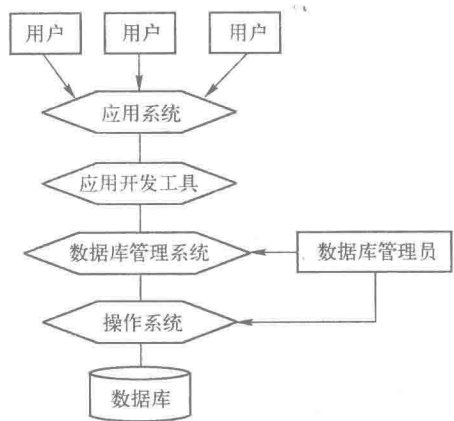 用户
用户
用户
应用系统
应用开发工具
数据库管理系统
数据库管理员
操作系统
数据库